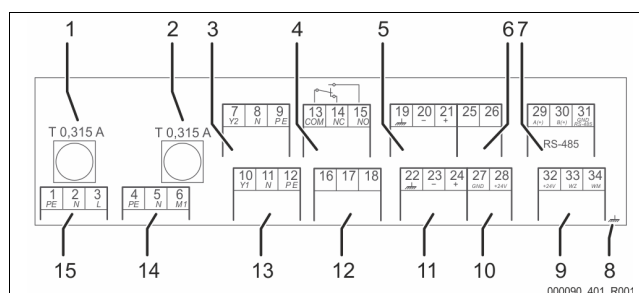 1 2 3 4 5 6 7
T 0,315 A T 0,315 A
7 8 9 13 14 15 19 20 21 25 26 29 30 31
Y2 N PE COM NC NO − + A(+) B(+) GND RS-485
RS-485
10 11 12 16 17 18 22 23 24 27 28 32 33 34
Y1 N PE − + GND +24V +24V WZ WM
1 2 3 4 5 6
PE N L PE N M1
15 14 13 12 11 10 9 8
000090_401_R001